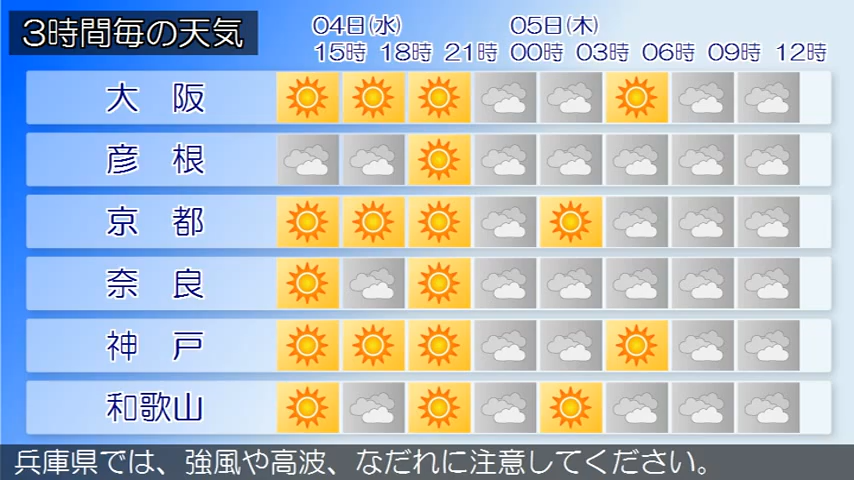 3時間毎の天気
04日(水) 05日(木)
15時 18時 21時 00時 03時 06時 09時 12時
大阪
彦根
京都
奈良
神戸
和歌山
兵庫県では、強風や高波、なだれに注意してください。